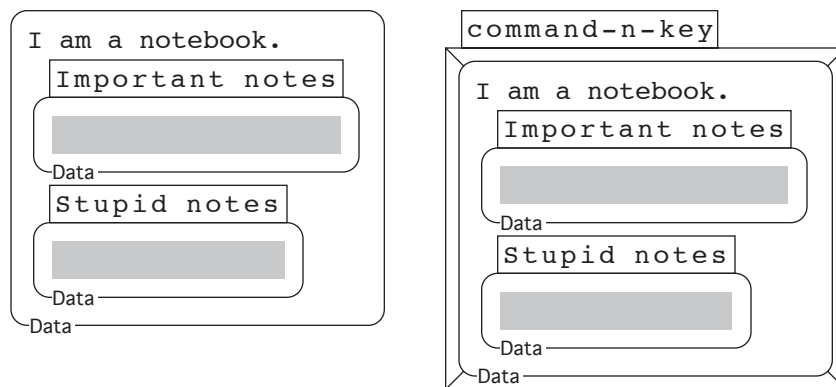 I am a notebook.
Important notes
Data
Stupid notes
Data
Data
command-n-key
I am a notebook.
Important notes
Data
Stupid notes
Data
Data